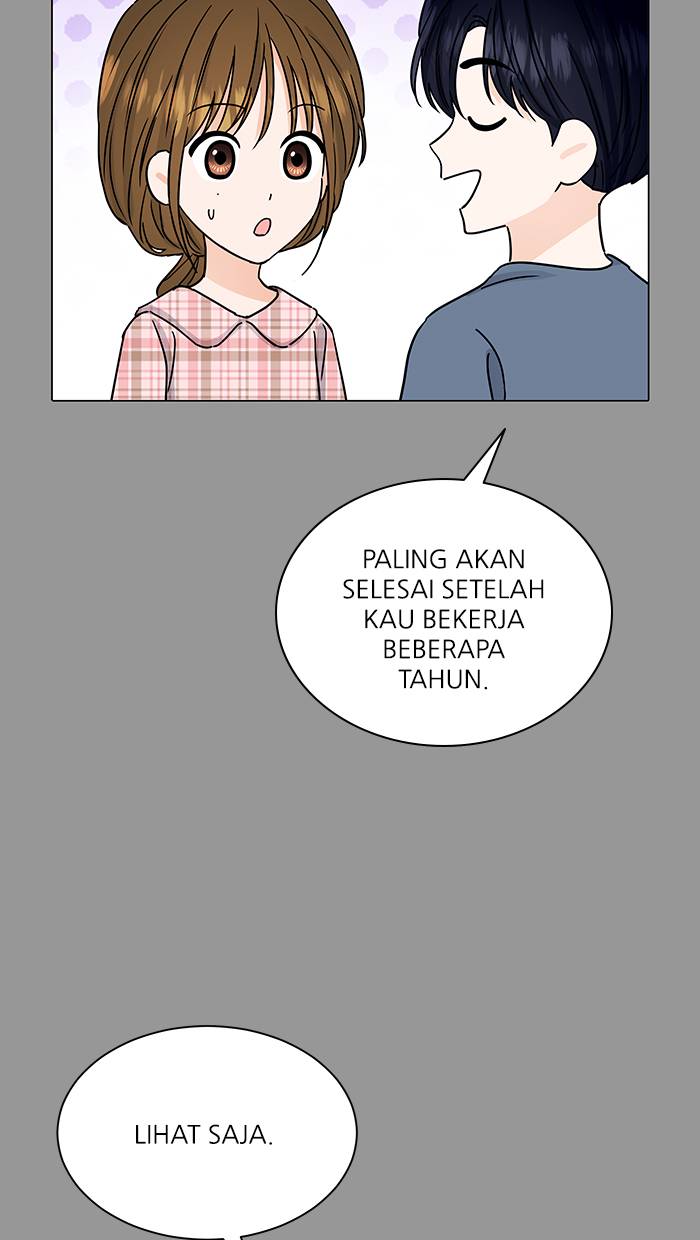 PALING AKAN
SELESAI SETELAH
KAU BEKERJA
BEBERAPA
TAHUN.
LIHAT SAJA.